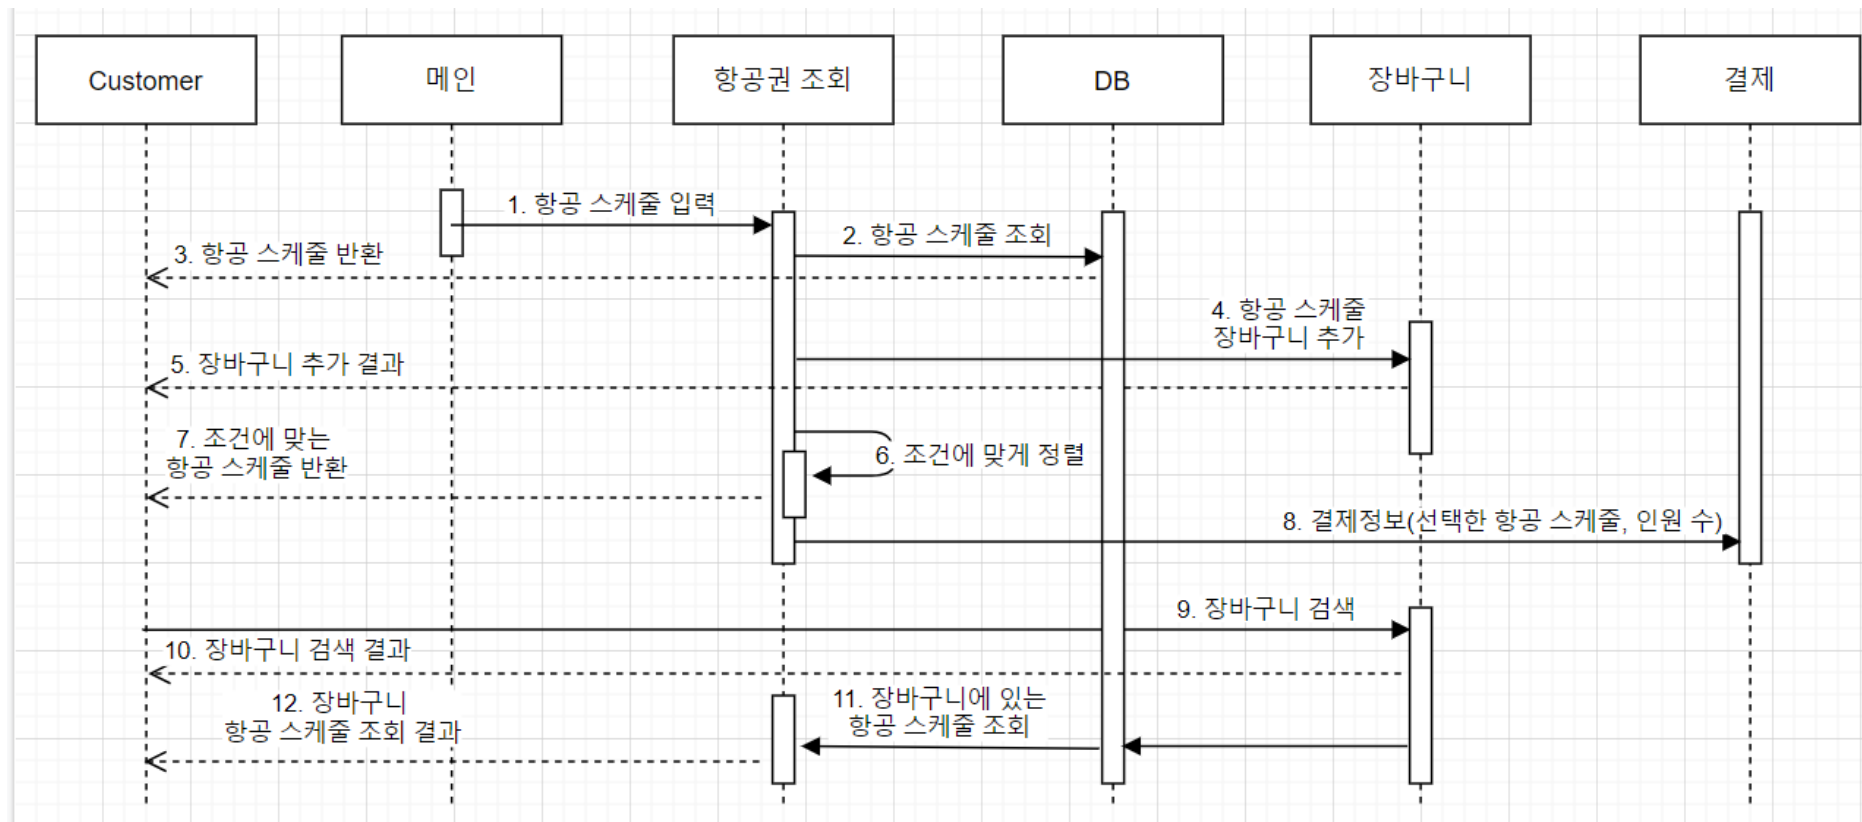 Customer
메인
항공권 조회
DB
장바구니
결제
1. 항공 스케줄 입력
2. 항공 스케줄 조회
3. 항공 스케줄 반환
4. 항공 스케줄
장바구니 추가
5. 장바구니 추가 결과
6. 조건에 맞게 정렬
7. 조건에 맞는
항공 스케줄 반환
8. 결제정보(선택한 항공 스케줄, 인원 수)
9. 장바구니 검색
10. 장바구니 검색 결과
11. 장바구니에 있는
항공 스케줄 조회
12. 장바구니
항공 스케줄 조회 결과